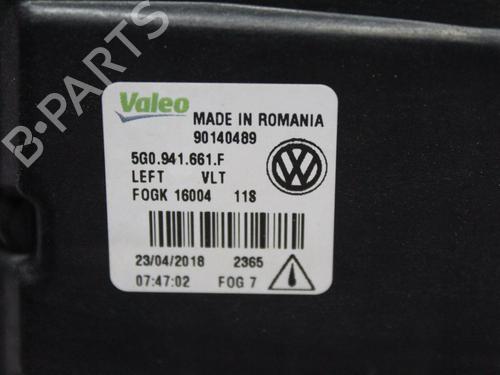 Valeo
MADE IN ROMANIA
90140489
5G0.941.661.F
LEFT VLT
FOGK 16004 118
23/04/2018 2365
07:47:02 FOG 7
B-PARTS